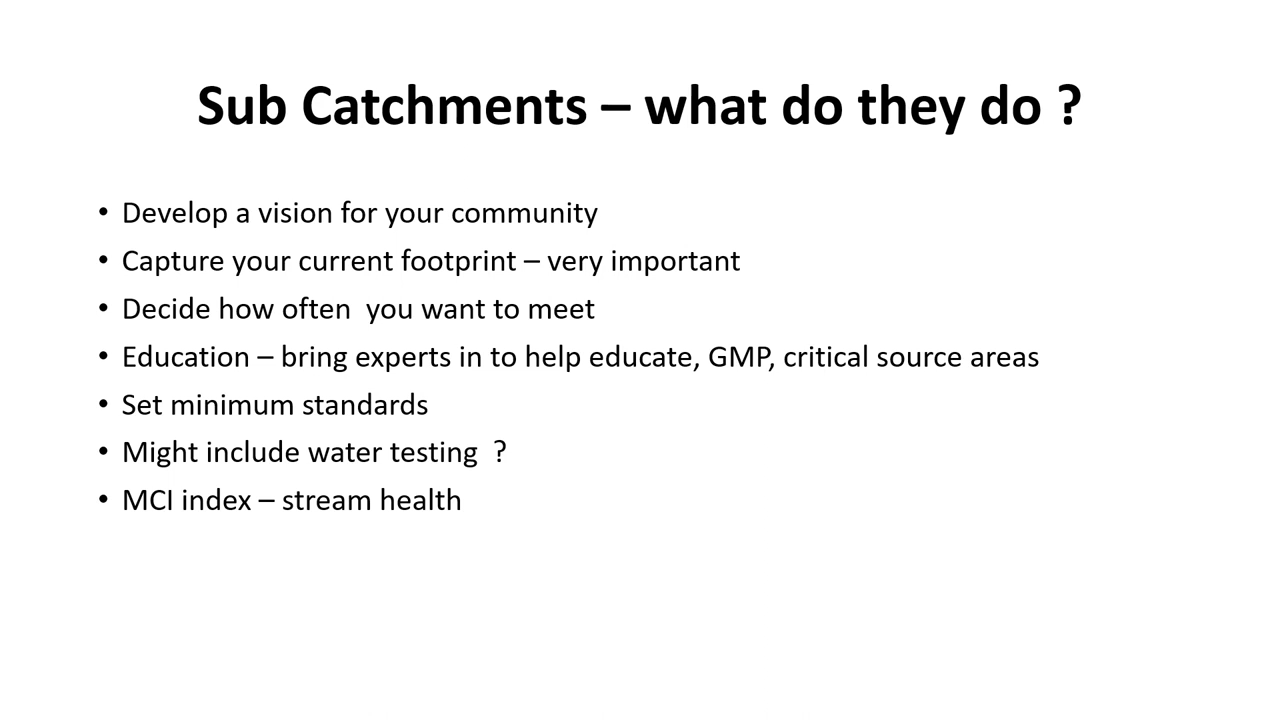 Sub Catchments – what do they do ?
• Develop a vision for your community
• Capture your current footprint – very important
• Decide how often  you want to meet
• Education – bring experts in to help educate, GMP, critical source areas
• Set minimum standards
• Might include water testing  ?
• MCI index – stream health